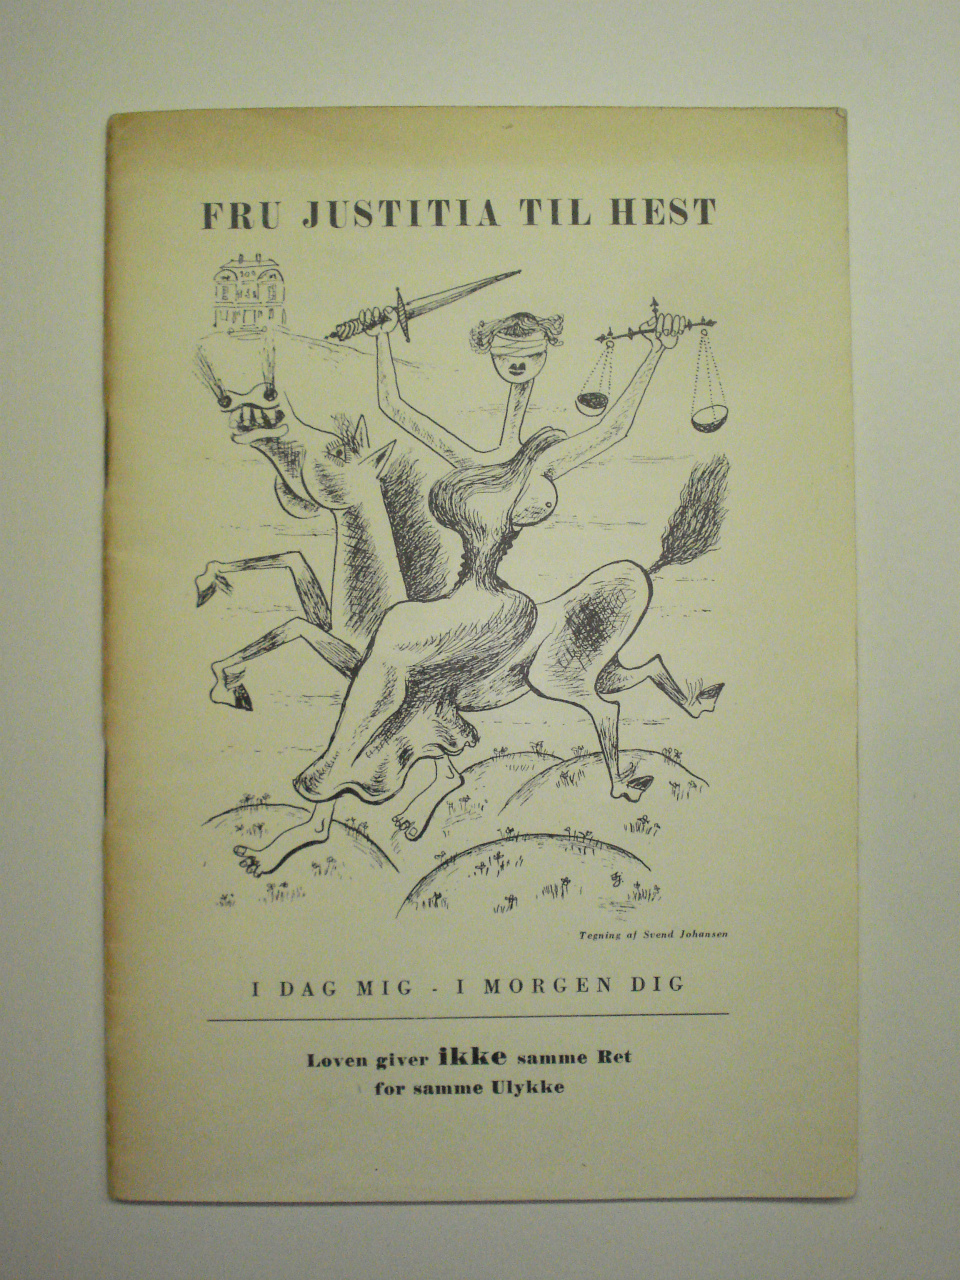 FRU JUSTITIA TIL HEST
Tegning af Svend Johansen
I DAG MIG - I MORGEN DIG
Loven giver ikke samme Ret
for samme Ulykke